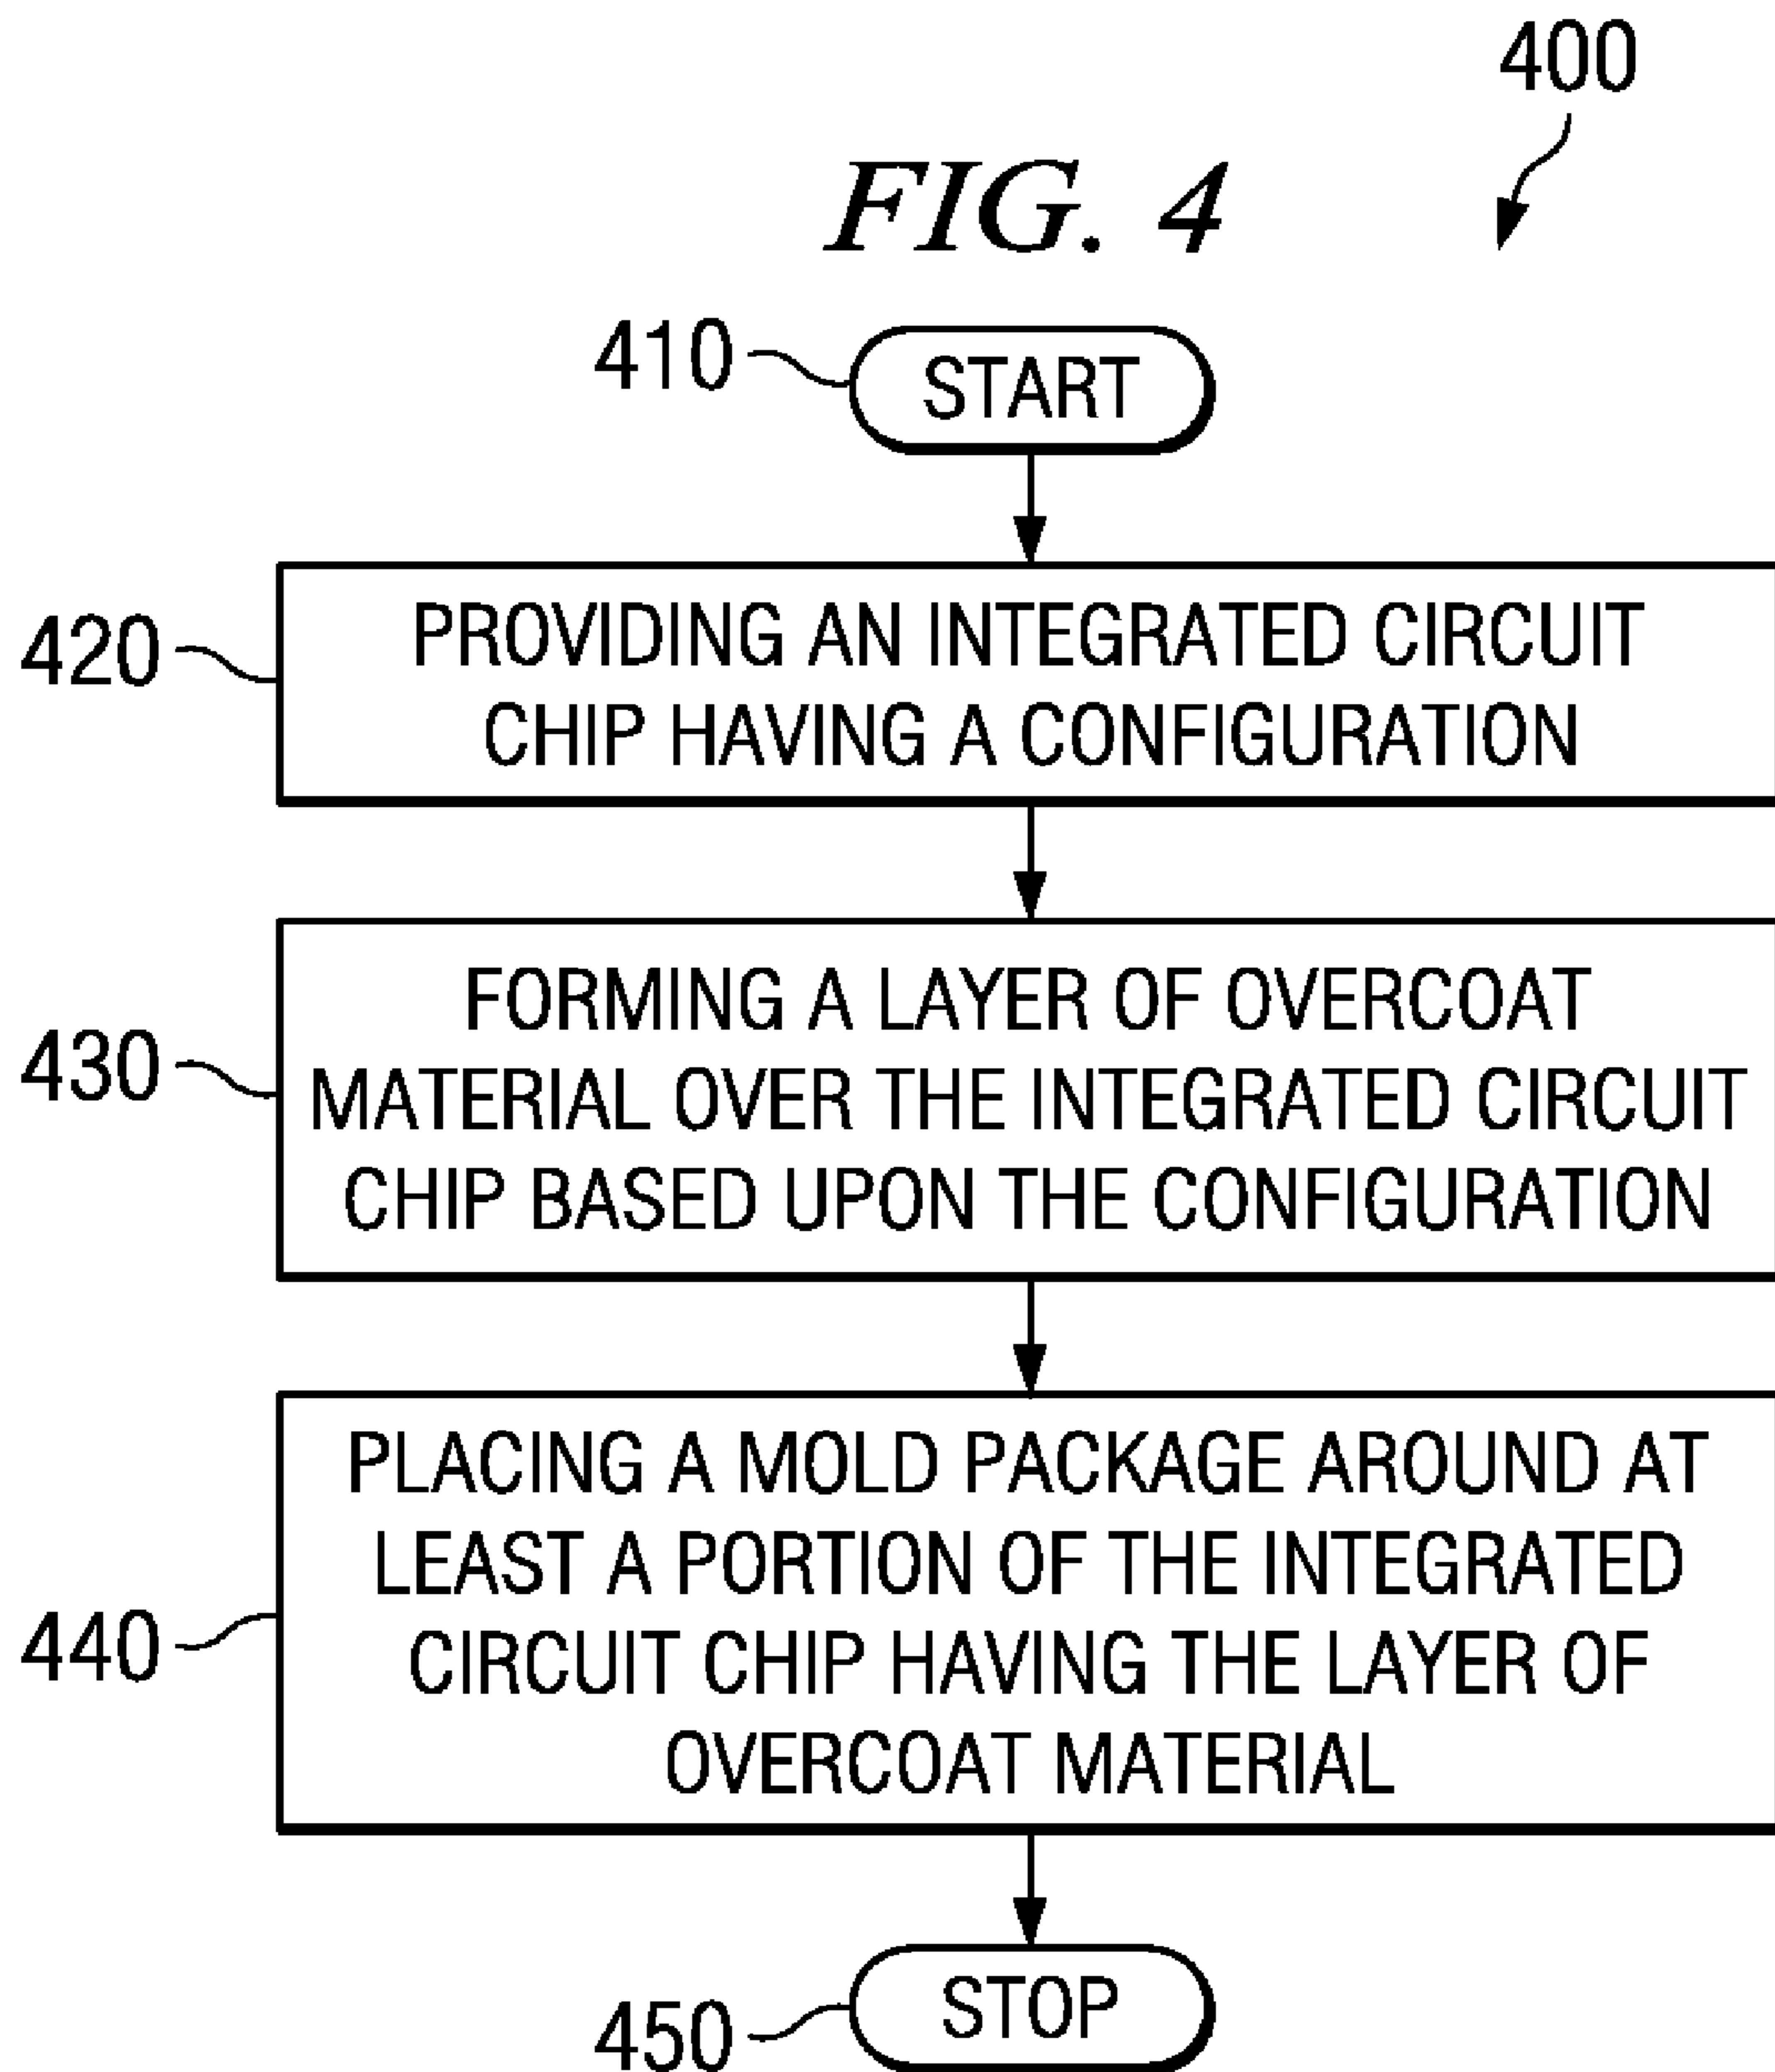 400
FIG. 4
410
START
420
PROVIDING AN INTEGRATED CIRCUIT
CHIP HAVING A CONFIGURATION
430
FORMING A LAYER OF OVERCOAT
MATERIAL OVER THE INTEGRATED CIRCUIT
CHIP BASED UPON THE CONFIGURATION
440
PLACING A MOLD PACKAGE AROUND AT
LEAST A PORTION OF THE INTEGRATED
CIRCUIT CHIP HAVING THE LAYER OF
OVERCOAT MATERIAL
450
STOP